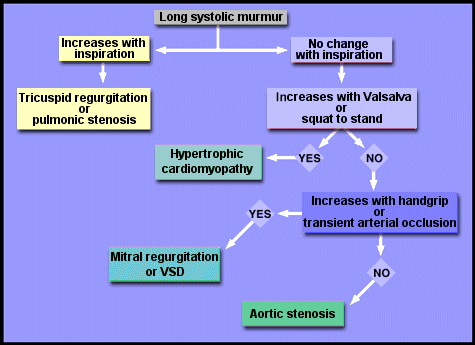 Long systolic murmur
Increases with
inspiration
No change
with inspiration
Tricuspid regurgitation
or
pulmonic stenosis
Increases with Valsalva
or
squat to stand
YES
NO
Hypertrophic
cardiomyopathy
Increases with handgrip
or
transient arterial occlusion
YES
Mitral regurgitation
or VSD
NO
Aortic stenosis